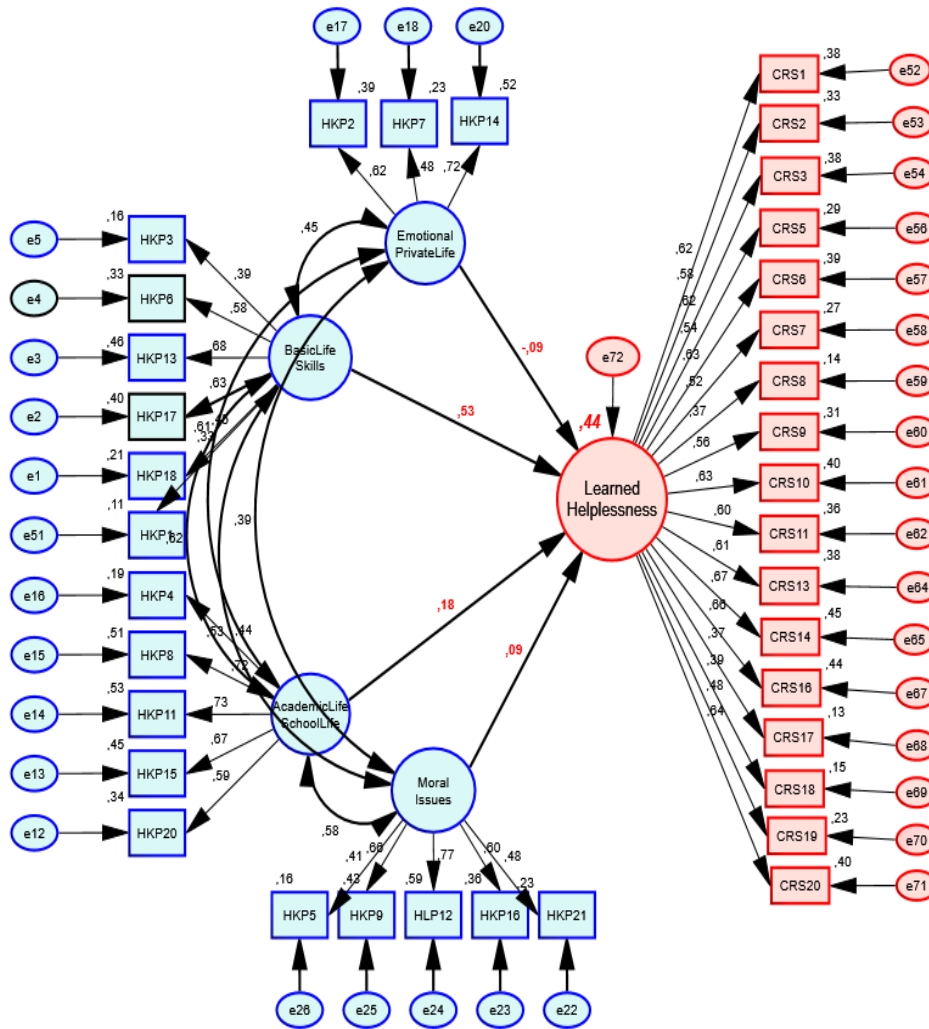 e17
e18
e20
,39
,23
,52
HKP2
HKP7
HKP14
,62
,48
,72
Emotional
PrivateLife
,45
e5
,16
HKP3
,39
e4
,33
HKP6
,58
e3
,46
HKP13
,68
BasicLife
Skills
e2
,40
HKP17
,63
e1
,21
HKP18
,61
e51
,11
HKP1
,62
,39
e16
,19
HKP4
,53
,44
e15
,51
HKP8
,72
e14
,53
HKP11
,73
AcademicLife
SchoolLife
e13
,45
HKP15
,67
e12
,34
HKP20
,59
,58
Moral
Issues
,41
,66
,77
,60
,48
,16
,43
,59
,36
,23
HKP5
HKP9
HLP12
HKP16
HKP21
e26
e25
e24
e23
e22
-,09
,53
,18
,09
e72
,44
Learned
Helplessness
,62
,58
,62
,54
,63
,52
,37
,56
,63
,60
,61
,67
,66
,37
,39
,48
,64
CRS1
,38
e52
CRS2
,33
e53
CRS3
,38
e54
CRS5
,29
e56
CRS6
,39
e57
CRS7
,27
e58
CRS8
,14
e59
CRS9
,31
e60
CRS10
,40
e61
CRS11
,36
e62
CRS13
,38
e64
CRS14
,45
e65
CRS16
,44
e67
CRS17
,13
e68
CRS18
,15
e69
CRS19
,23
e70
CRS20
,40
e71